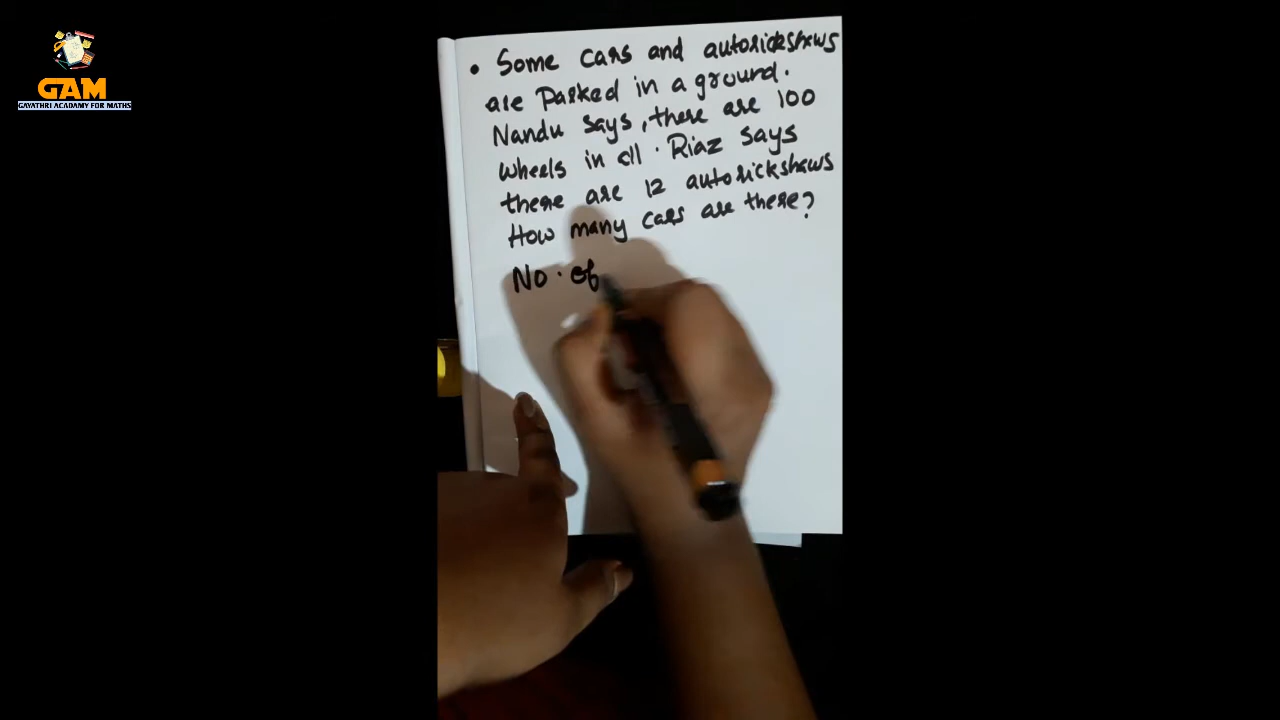 GAM
GAYATHRI ACADAMY FOR MATHS
• Some cars and autorickshaws
are parked in a ground.
Nandu says, there are 100
wheels in all. Riaz says
there are 12 autorickshaws
How many cars are there?
No. of